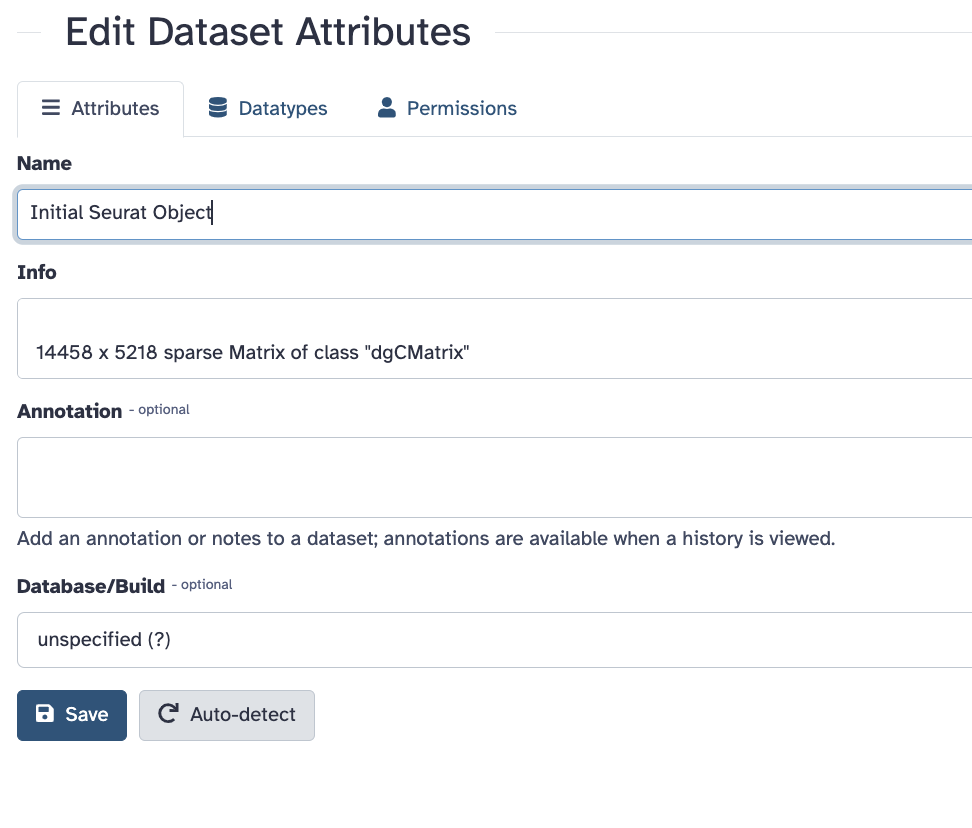 Edit Dataset Attributes
Attributes Datatypes Permissions
Name
Initial Seurat Object
Info
14458 x 5218 sparse Matrix of class "dgCMatrix"
Annotation - optional
Add an annotation or notes to a dataset; annotations are available when a history is viewed.
Database/Build - optional
unspecified (?)
Save Auto-detect